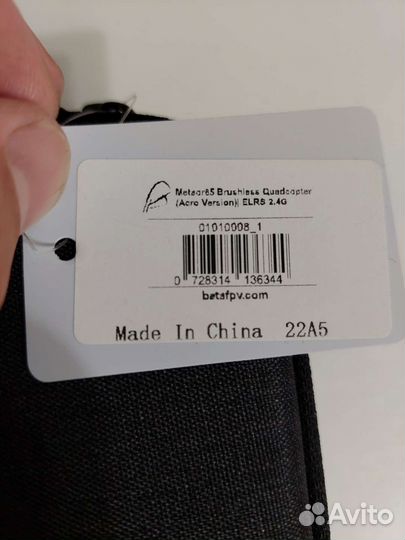 Meteor85 Brushless Quadcopter
(Acro Version)| ELRS 2.4G
01010008_1
0 728314 136344
betafpv.com
Made In China 22A5
Avito